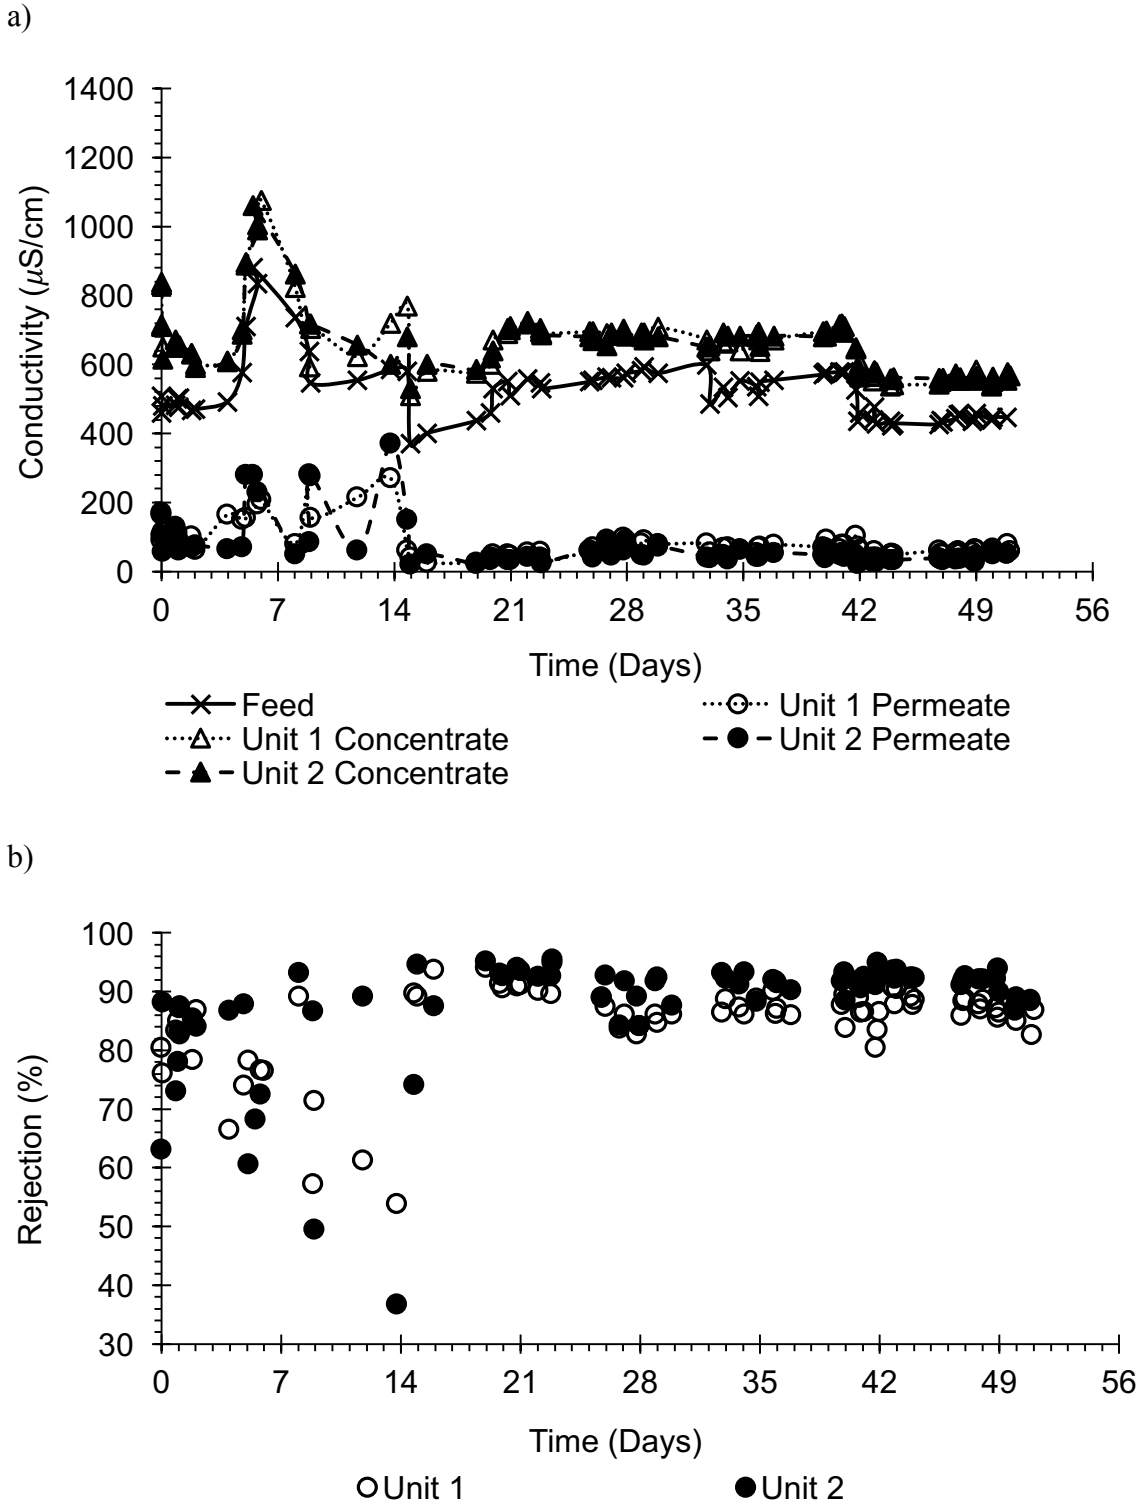 a)
1400
1200
1000
800
600
400
200
0
Conductivity (μS/cm)
0 7 14 21 28 35 42 49 56
Time (Days)
Feed
Unit 1 Permeate
Unit 1 Concentrate
Unit 2 Permeate
Unit 2 Concentrate
b)
100
90
80
70
60
50
40
30
Rejection (%)
0 7 14 21 28 35 42 49 56
Time (Days)
Unit 1 Unit 2